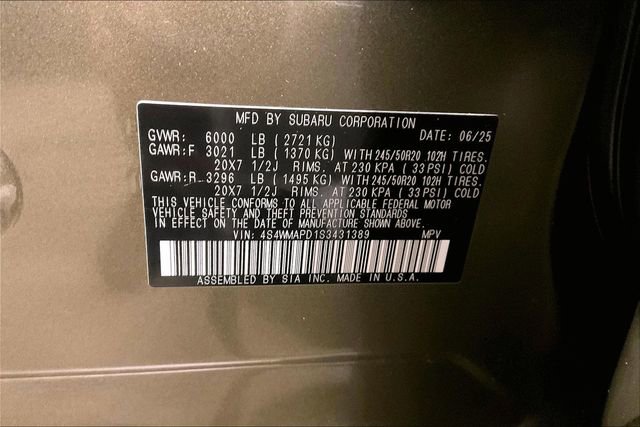 MFD BY SUBARU CORPORATION
GVWR: 6000 LB (2721 KG) DATE: 06/25
GAWR:F 3021 LB (1370 KG) WITH 245/50R20 102H TIRES.
20X7 1/2J RIMS. AT 230 KPA (33 PSI) COLD
GAWR:R 3296 LB (1495 KG) WITH 245/50R20 102H TIRES.
20X7 1/2J RIMS. AT 230 KPA (33 PSI) COLD
THIS VEHICLE CONFORMS TO ALL APPLICABLE FEDERAL MOTOR
VEHICLE SAFETY AND THEFT PREVENTION STANDARDS
IN EFFECT ON THE DATE OF MANUFACTURE SHOWN ABOVE.
VIN: 4S4WMAPD1S3431389 MPV
ASSEMBLED BY SIA INC. MADE IN U.S.A.